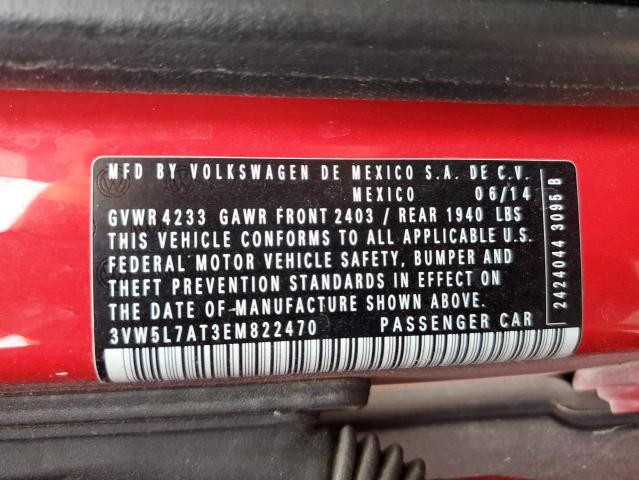 MFD BY VOLKSWAGEN DE MEXICO S.A. DE C.V.
MEXICO 06/14
GVWR 4233 GAWR FRONT 2403 / REAR 1940 LBS
THIS VEHICLE CONFORMS TO ALL APPLICABLE U.S.
FEDERAL MOTOR VEHICLE SAFETY, BUMPER AND
THEFT PREVENTION STANDARDS IN EFFECT ON
THE DATE OF MANUFACTURE SHOWN ABOVE.
3VW5L7AT3EM822470 PASSENGER CAR
2424044 3095 B